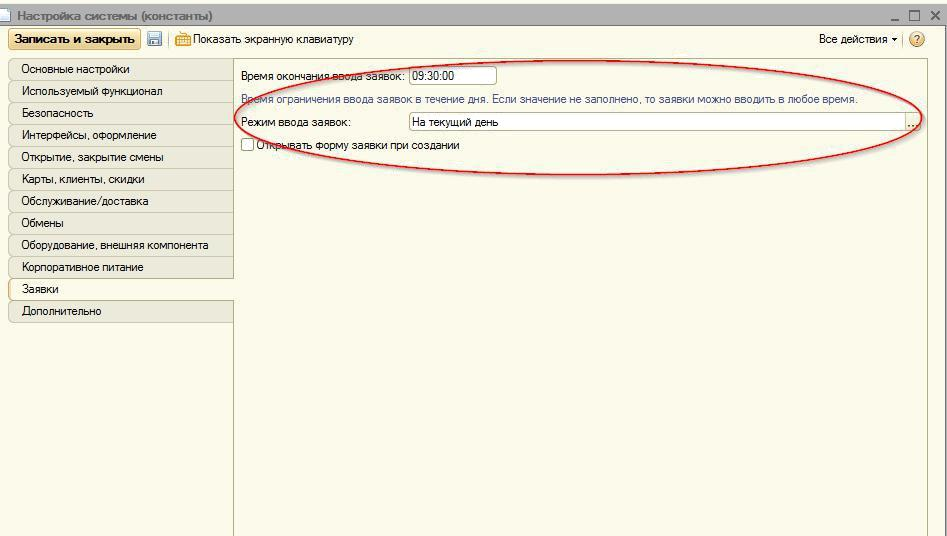 Настройка системы (константы)
Записать и закрыть Показать экранную клавиатуру Все действия
Основные настройки
Используемый функционал
Безопасность
Интерфейсы, оформление
Открытие, закрытие смены
Карты, клиенты, скидки
Обслуживание/доставка
Обмены
Оборудование, внешняя компонента
Корпоративное питание
Заявки
Дополнительно
Время окончания ввода заявок: 09:30:00
Время ограничения ввода заявок в течение дня. Если значение не заполнено, то заявки можно вводить в любое время.
Режим ввода заявок: На текущий день ...
Открывать форму заявки при создании